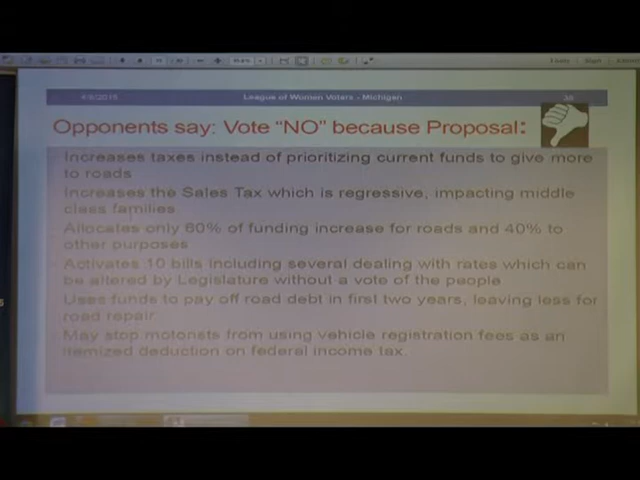 4/8/2015 League of Women Voters - Michigan 38
Opponents say: Vote “NO” because Proposal:
Increases taxes instead of prioritizing current funds to give more
to roads
Increases the Sales Tax which is regressive, impacting middle
class families
Allocates only 60% of funding increase for roads and 40% to
other purposes
Activates 10 bills including several dealing with rates which can
be altered by Legislature without a vote of the people
Uses funds to pay off road debt in first two years, leaving less for
road repair.
May stop motorists from using vehicle registration fees as an
itemized deduction on federal income tax.